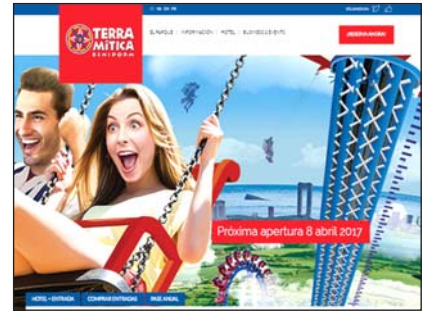 TERRA
MÍTICA
BENIDORM
EL PARQUE | INFORMACIÓN | HOTEL | BUSINESS & EVENTS
¡RESERVA AHORA!
Próxima apertura 8 abril 2017
HOTEL + ENTRADA COMPRAR ENTRADAS PASE ANUAL